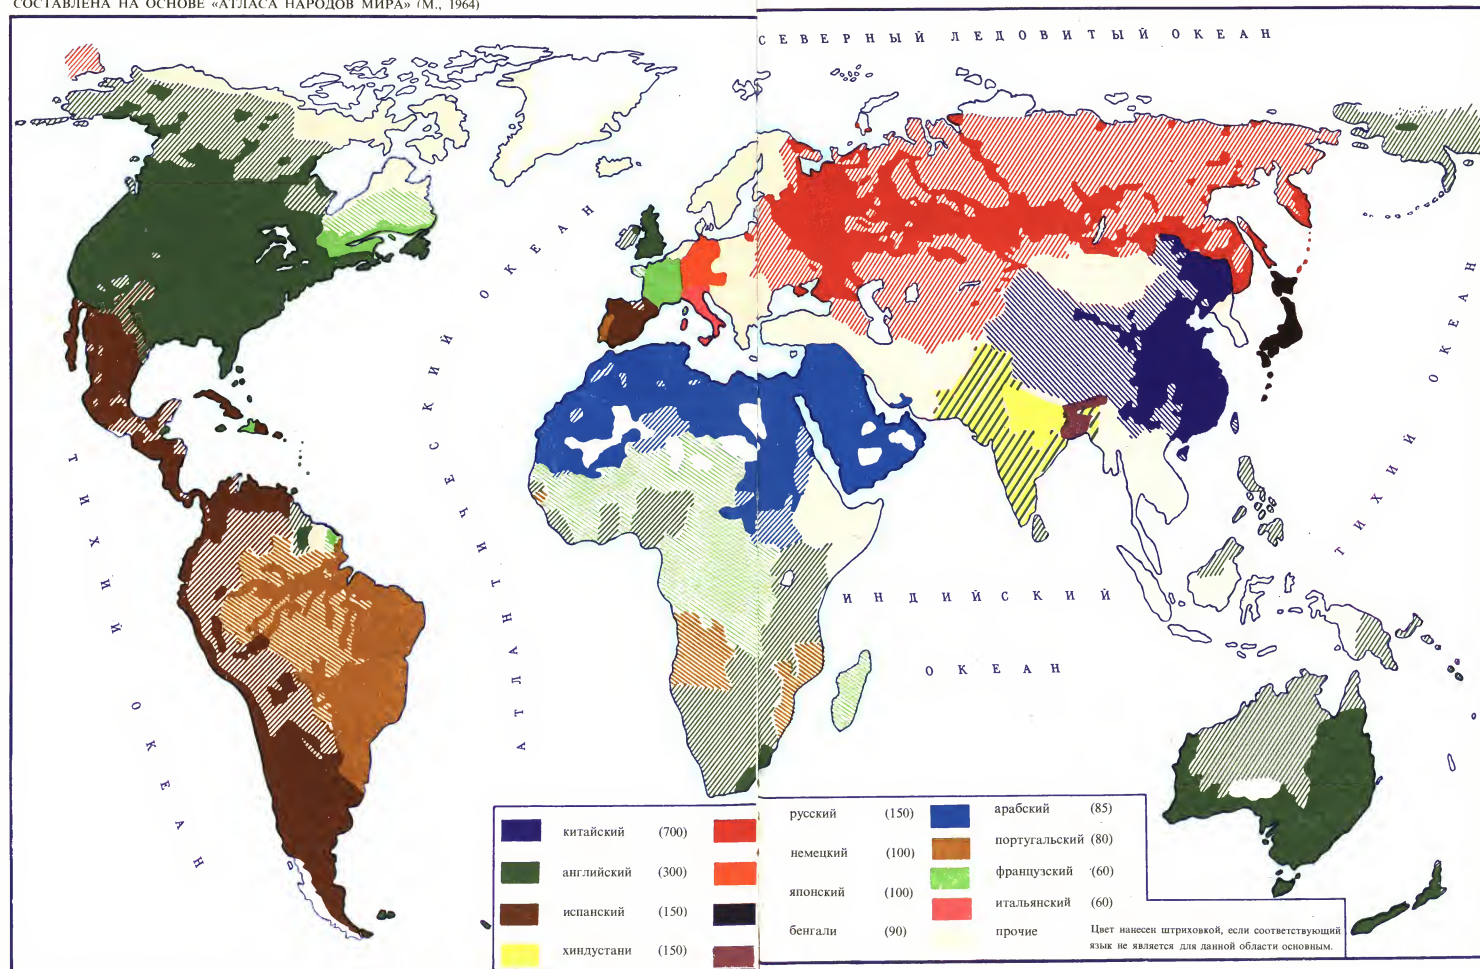 СОСТАВЛЕНА НА ОСНОВЕ «АТЛАСА НАРОДОВ МИРА» (М., 1964)
СЕВЕРНЫЙ ЛЕДОВИТЫЙ ОКЕАН
ТИХИЙ ОКЕАН
АТЛАНТИЧЕСКИЙ ОКЕАН
ИНДИЙСКИЙ
ОКЕАН
ТИХИЙ ОКЕАН
китайский (700)
английский (300)
испанский (150)
хиндустани (150)
русский (150)
немецкий (100)
японский (100)
бенгали (90)
арабский (85)
португальский (80)
французский (60)
итальянский (60)
прочие
Цвет нанесен штриховкой, если соответствующий
язык не является для данной области основным.